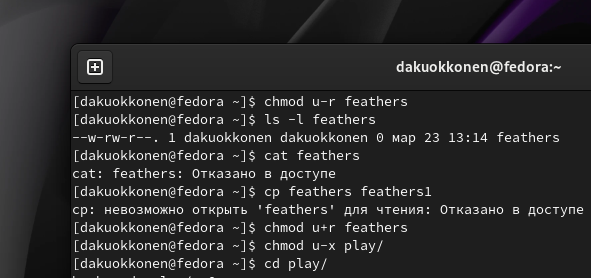 dakuokkonen@fedora:~
[dakuokkonen@fedora ~]$ chmod u-r feathers
[dakuokkonen@fedora ~]$ ls -l feathers
--w-rw-r--. 1 dakuokkonen dakuokkonen 0 мар 23 13:14 feathers
[dakuokkonen@fedora ~]$ cat feathers
cat: feathers: Отказано в доступе
[dakuokkonen@fedora ~]$ cp feathers feathers1
cp: невозможно открыть 'feathers' для чтения: Отказано в доступе
[dakuokkonen@fedora ~]$ chmod u+r feathers
[dakuokkonen@fedora ~]$ chmod u-x play/
[dakuokkonen@fedora ~]$ cd play/